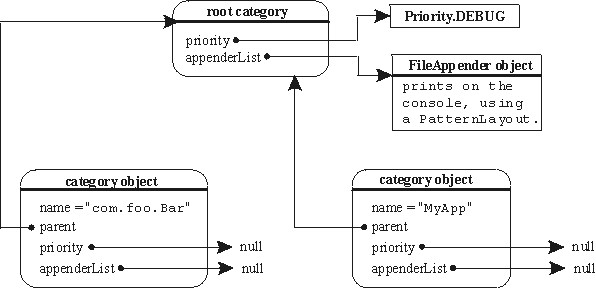 root category
priority
appenderList
Priority.DEBUG
FileAppender object
prints on the
console, using
a PatternLayout.
category object
name ="com.foo.Bar"
parent
priority
null
appenderList
null
category object
name ="MyApp"
parent
priority
null
appenderList
null